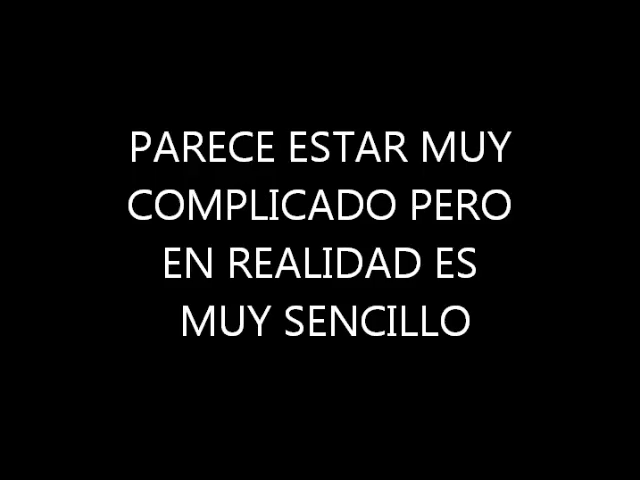 PARECE ESTAR MUY
COMPLICADO PERO
EN REALIDAD ES
MUY SENCILLO